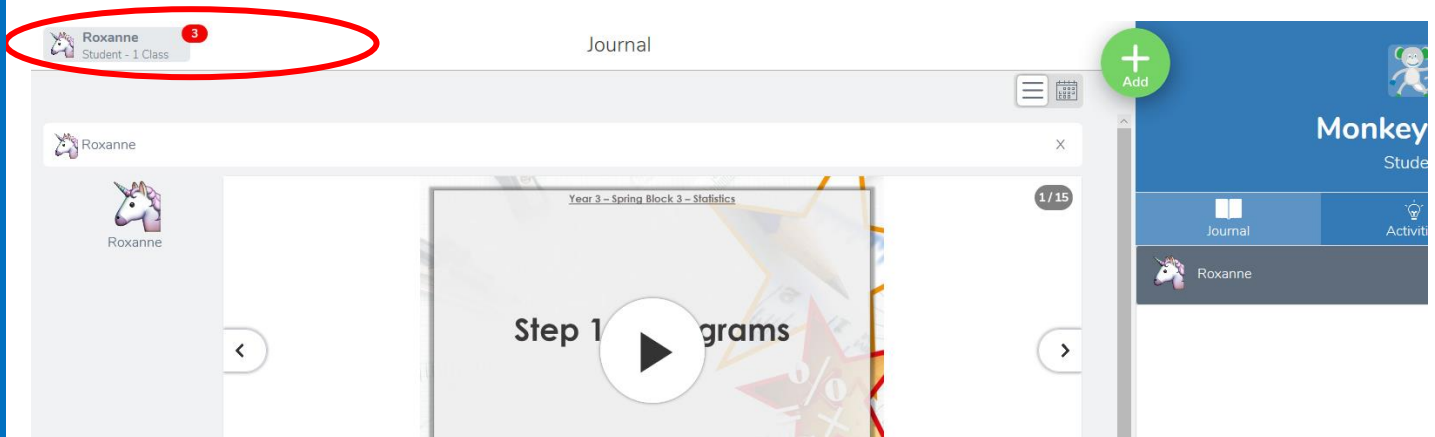 Roxanne
3
Student - 1 Class
Journal
Add
Roxanne
X
Monkey
Stude
Roxanne
1/15
Year 3 – Spring Block 3 – Statistics
Journal
Activiti
Roxanne
Step 1 grams